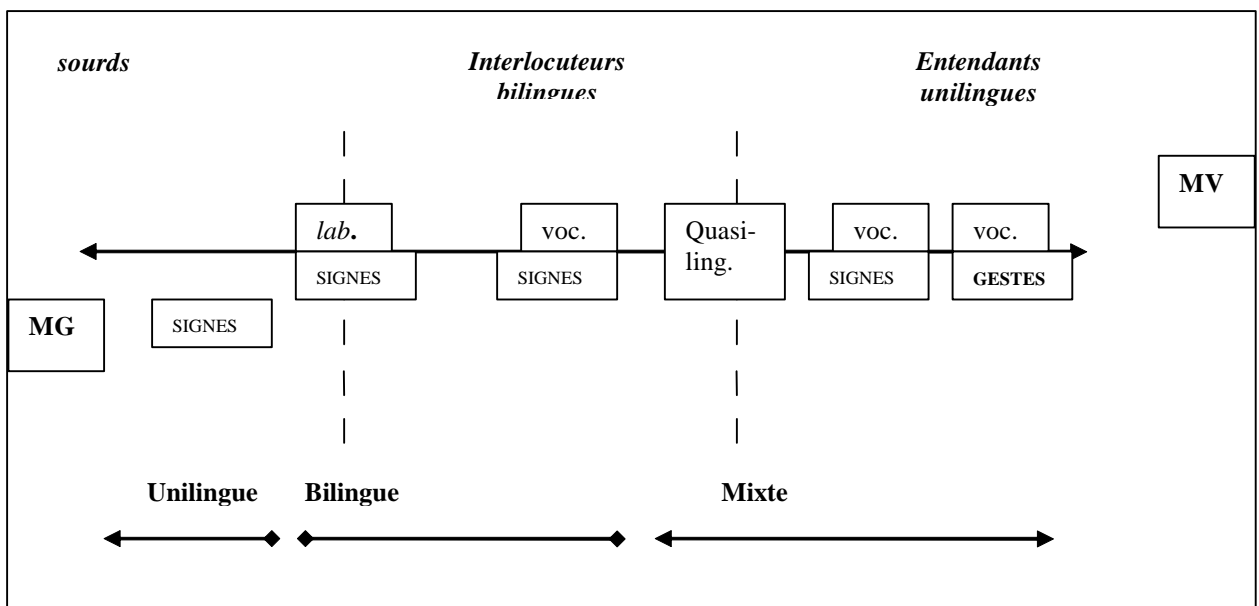 sourds
Interlocuteurs
bilingues
Entendants
unilingues
MV
lab.
voc.
Quasi-
ling.
voc.
voc.
SIGNES
SIGNES
SIGNES
GESTES
MG
SIGNES
Unilingue
Bilingue
Mixte